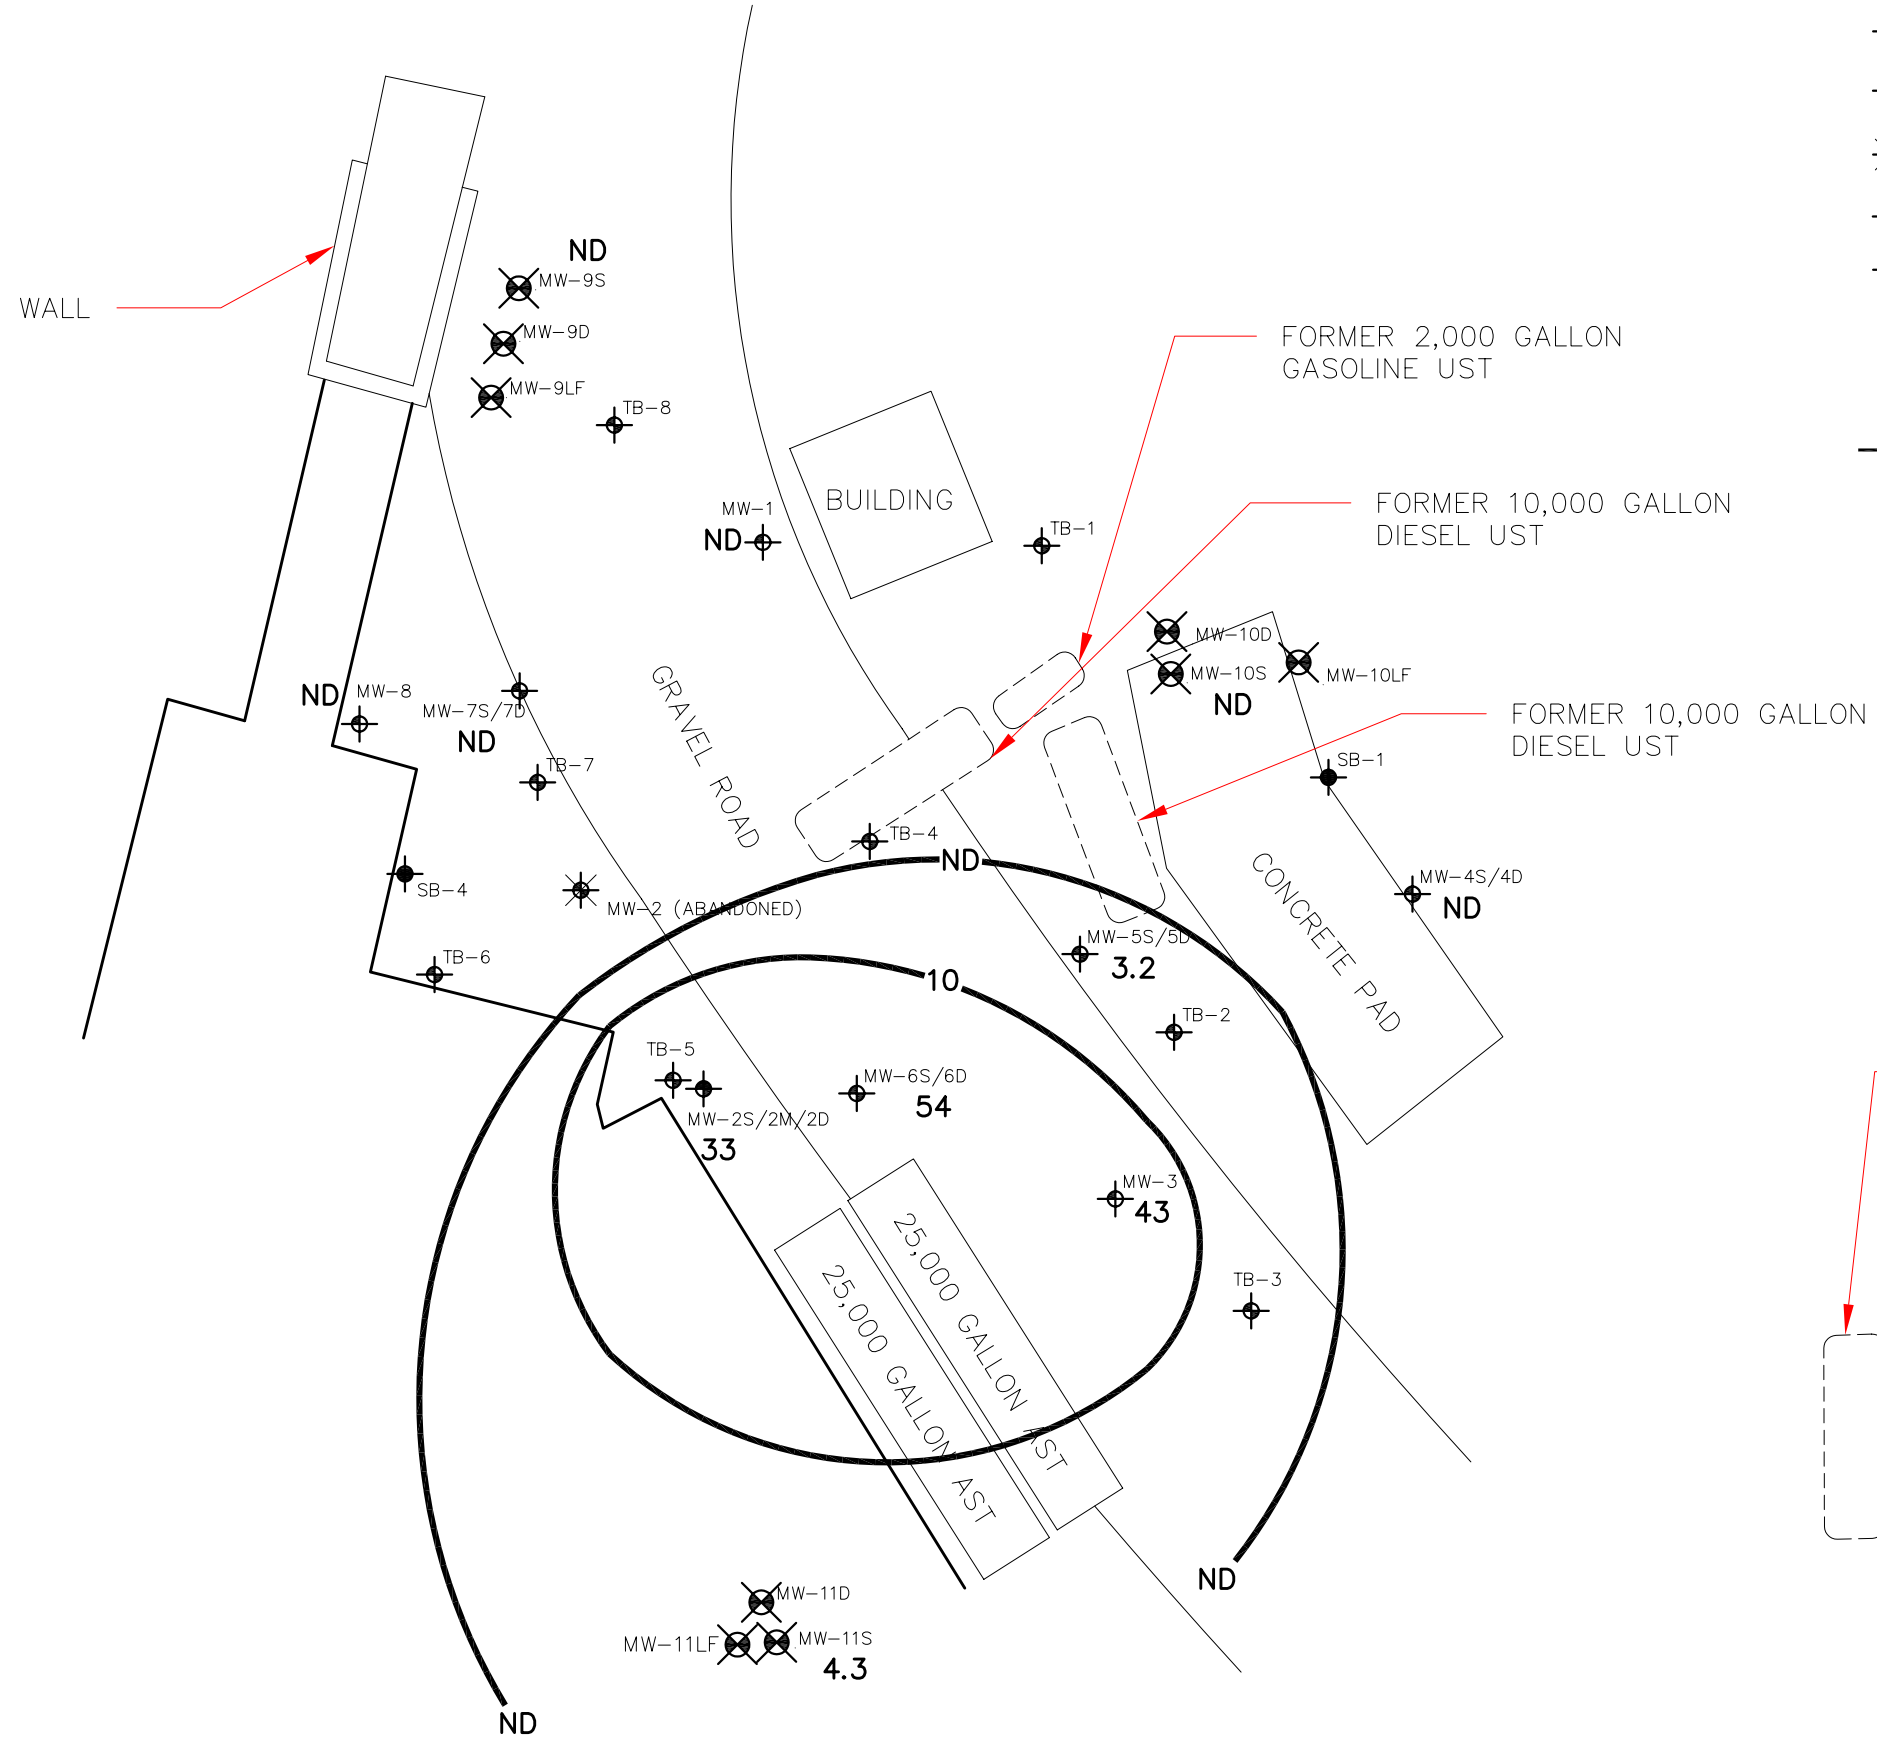 ND
MW-9S
WALL
MW-9D
MW-9LF
TB-8
FORMER 2,000 GALLON
GASOLINE UST
BUILDING
MW-1
ND
TB-1
FORMER 10,000 GALLON
DIESEL UST
MW-10D
MW-10S
ND
MW-10LF
ND
MW-8
MW-7S/7D
ND
GRAVEL ROAD
FORMER 10,000 GALLON
DIESEL UST
SB-1
TB-7
TB-4
ND
SB-4
MW-2 (ABANDONED)
CONCRETE PAD
MW-4S/4D
ND
TB-6
MW-5S/5D
3.2
10
TB-2
TB-5
MW-2S/2M/2D
33
MW-6S/6D
54
MW-3
43
25,000 GALLON AST
25,000 GALLON AST
TB-3
ND
MW-11D
MW-11LF
MW-11S
4.3
ND